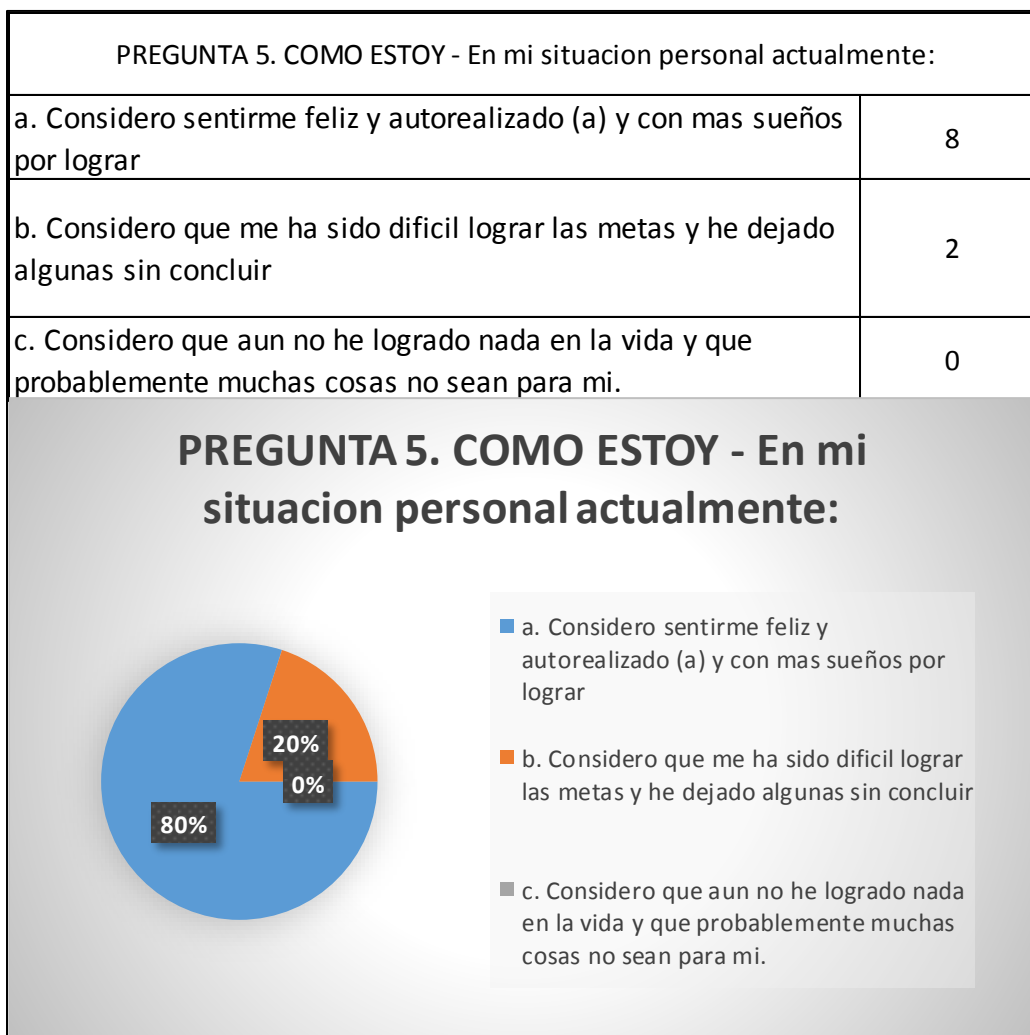 PREGUNTA 5. COMO ESTOY - En mi situacion personal actualmente:
a. Considero sentirme feliz y autorealizado (a) y con mas sueños
por lograr
8
b. Considero que me ha sido dificil lograr las metas y he dejado
algunas sin concluir
2
c. Considero que aun no he logrado nada en la vida y que
probablemente muchas cosas no sean para mi.
0
PREGUNTA 5. COMO ESTOY - En mi
situacion personal actualmente:
20%
0%
80%
a. Considero sentirme feliz y
autorealizado (a) y con mas sueños por
lograr
b. Considero que me ha sido dificil lograr
las metas y he dejado algunas sin concluir
c. Considero que aun no he logrado nada
en la vida y que probablemente muchas
cosas no sean para mi.